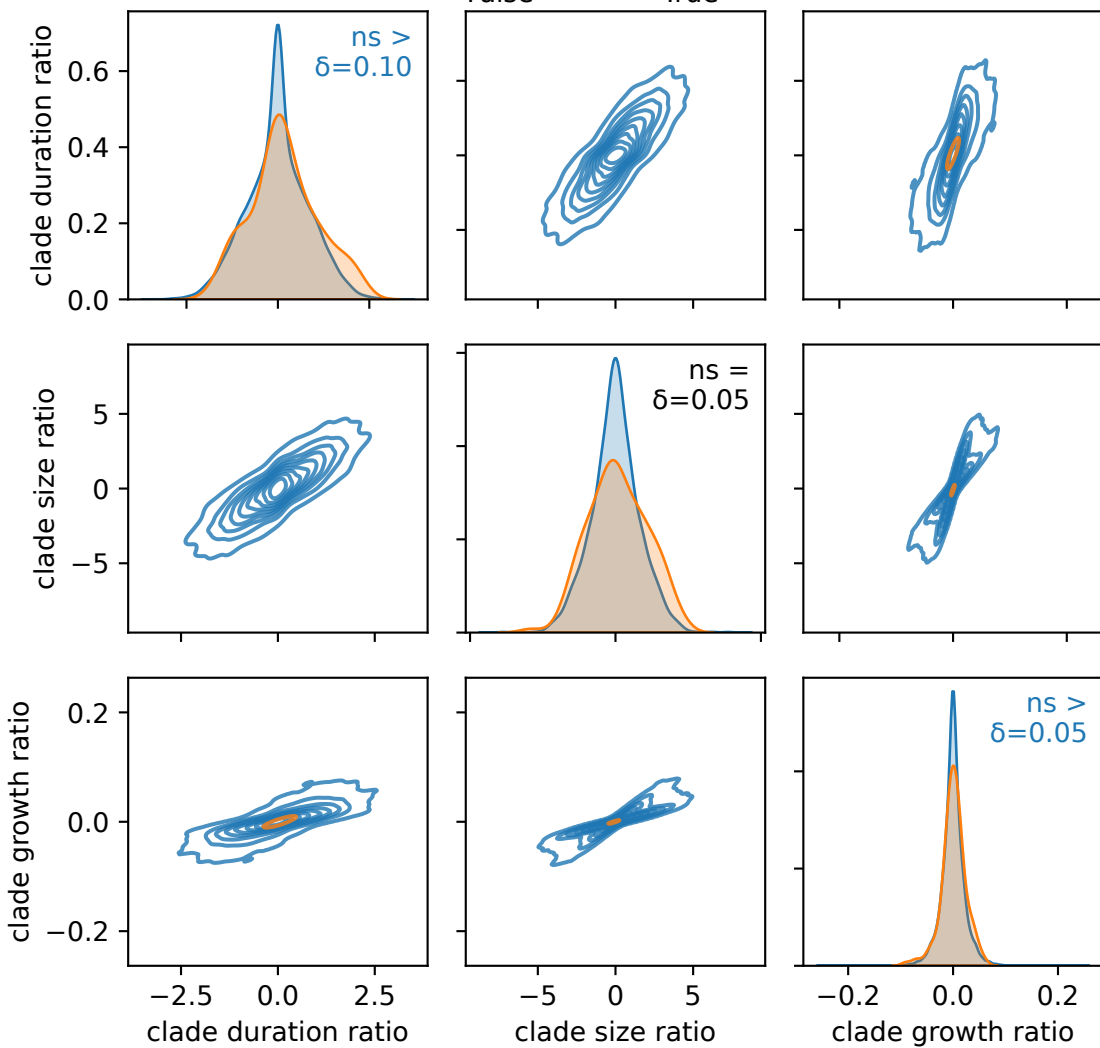 clade duration ratio
0.6
0.4
0.2
0.0
ns >
δ=0.10
clade size ratio
5
0
−5
ns =
δ=0.05
clade growth ratio
0.2
0.0
−0.2
ns >
δ=0.05
−2.5 0.0 2.5
clade duration ratio
−5 0 5
clade size ratio
−0.2 0.0 0.2
clade growth ratio